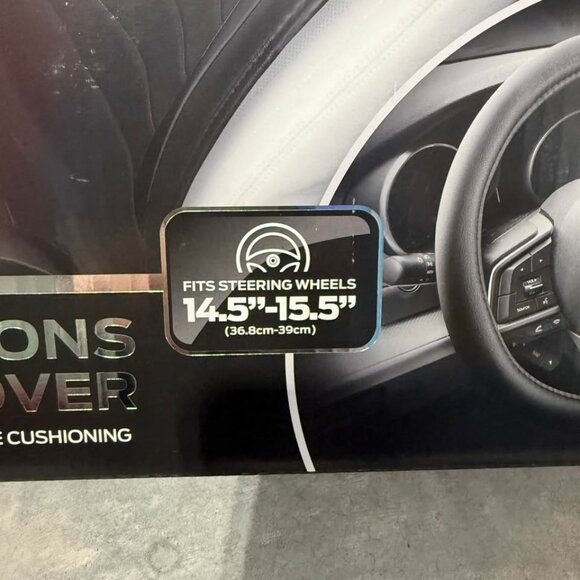 FITS STEERING WHEELS
14.5”-15.5”
(36.8cm-39cm)
ONS
OVER
E CUSHIONING